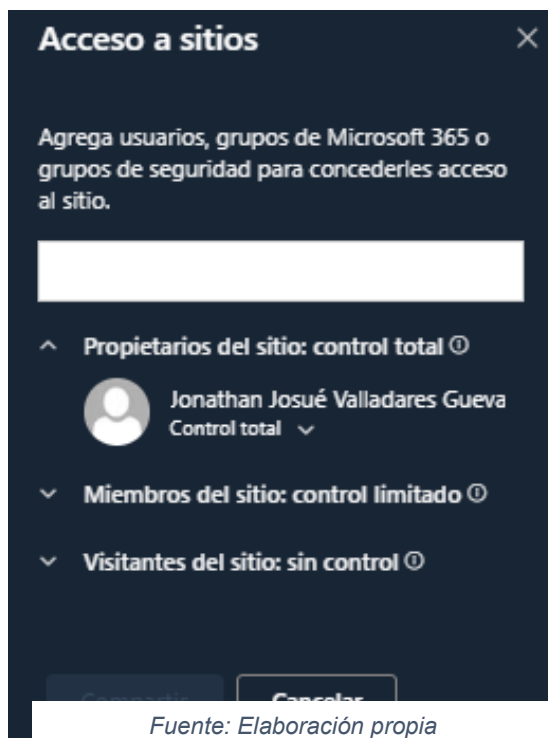 Acceso a sitios
Agrega usuarios, grupos de Microsoft 365 o
grupos de seguridad para concederles acceso
al sitio.
Propietarios del sitio: control total
Jonathan Josué Valladares Gueva
Control total
Miembros del sitio: control limitado
Visitantes del sitio: sin control
Compartir Cancelar
Fuente: Elaboración propia